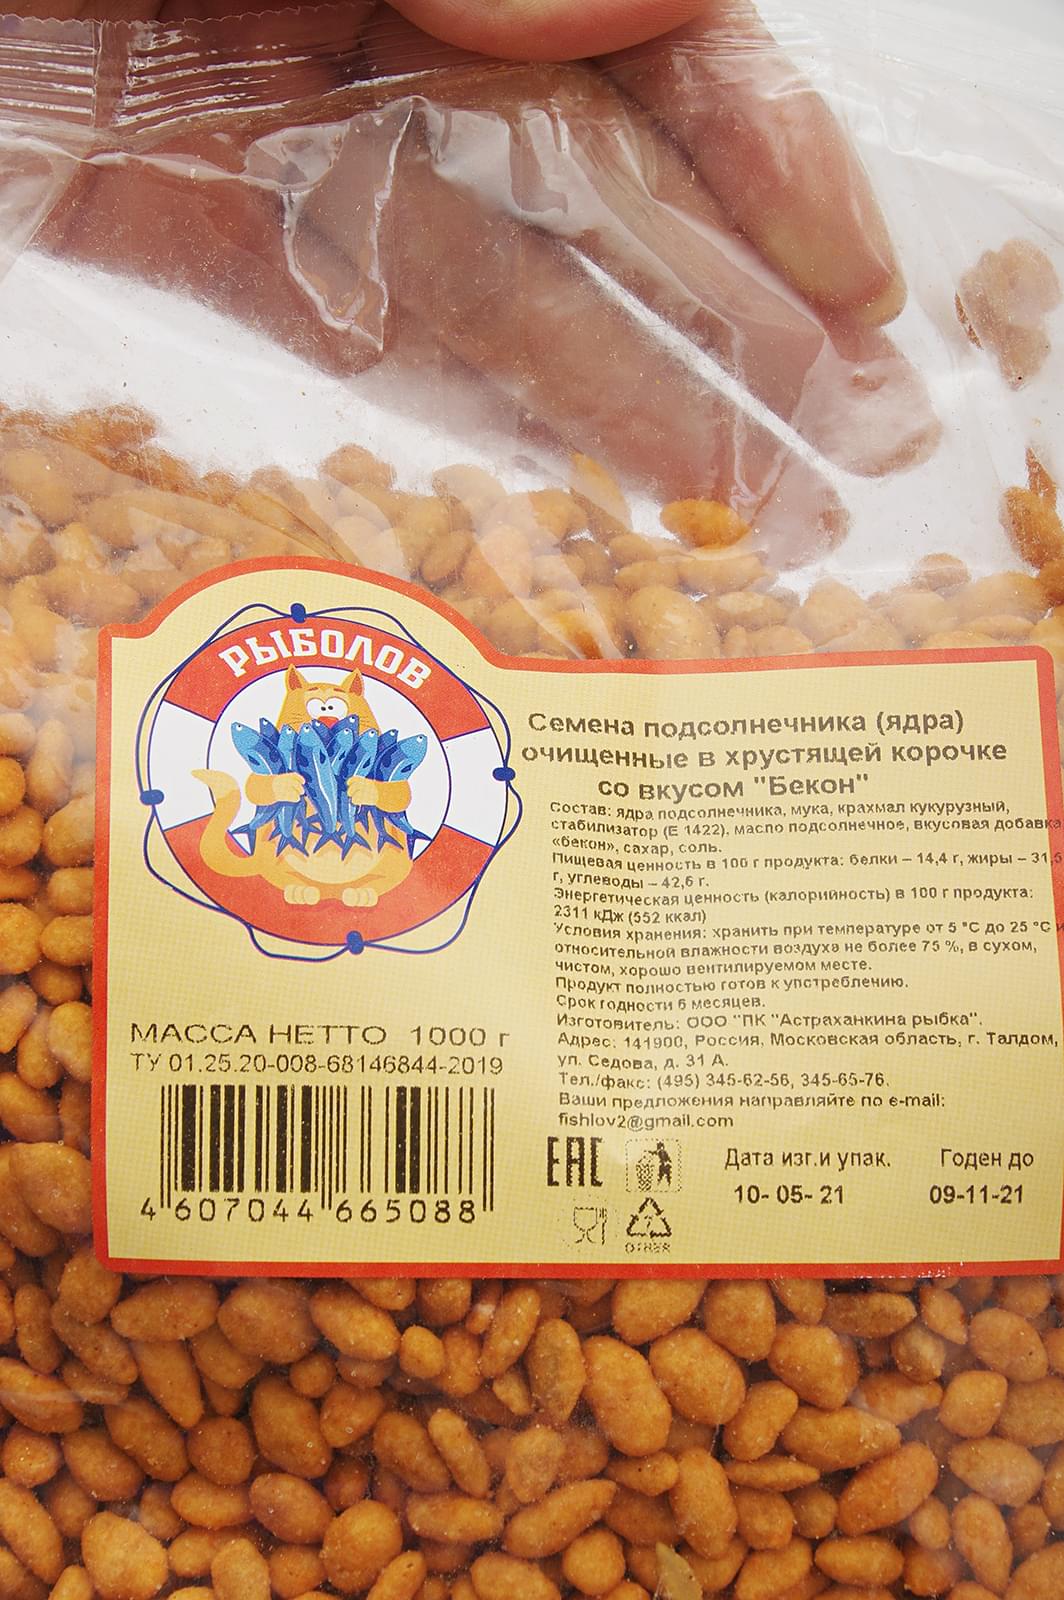 РЫБОЛОВ
Семена подсолнечника (ядра)
очищенные в хрустящей корочке
со вкусом "Бекон"
Состав: ядра подсолнечника, мука, крахмал кукурузный,
стабилизатор (Е 1422), масло подсолнечное, вкусовая добавка
«бекон», сахар, соль.
Пищевая ценность в 100 г продукта: белки – 14,4 г, жиры – 31,6
г, углеводы – 42,6 г.
Энергетическая ценность (калорийность) в 100 г продукта:
2311 кДж (552 ккал)
Условия хранения: хранить при температуре от 5 °С до 25 °С и
относительной влажности воздуха не более 75 %, в сухом,
чистом, хорошо вентилируемом месте.
Продукт полностью готов к употреблению.
Срок годности 6 месяцев.
Изготовитель: ООО "ПК "Астраханкина рыбка".
Адрес: 141900, Россия, Московская область, г. Талдом,
ул. Седова, д. 31 А.
Тел./факс: (495) 345-62-56, 345-65-76.
Ваши предложения направляйте по e-mail:
fishlov2@gmail.com
МАССА НЕТТО 1000 г
ТУ 01.25.20-008-68146844-2019
4 607044 665088
EAC
Дата изг.и упак. Годен до
10- 05- 21 09-11-21
7
OTHER